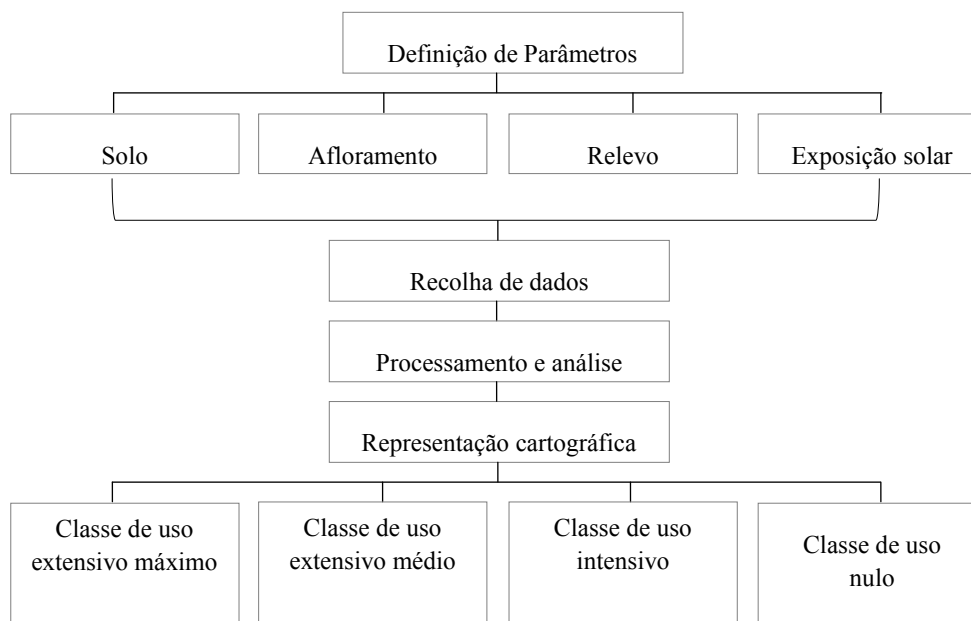 Definição de Parâmetros
Solo
Afloramento
Relevo
Exposição solar
Recolha de dados
Processamento e análise
Representação cartográfica
Classe de uso
extensivo máximo
Classe de uso
extensivo médio
Classe de uso
intensivo
Classe de uso
nulo